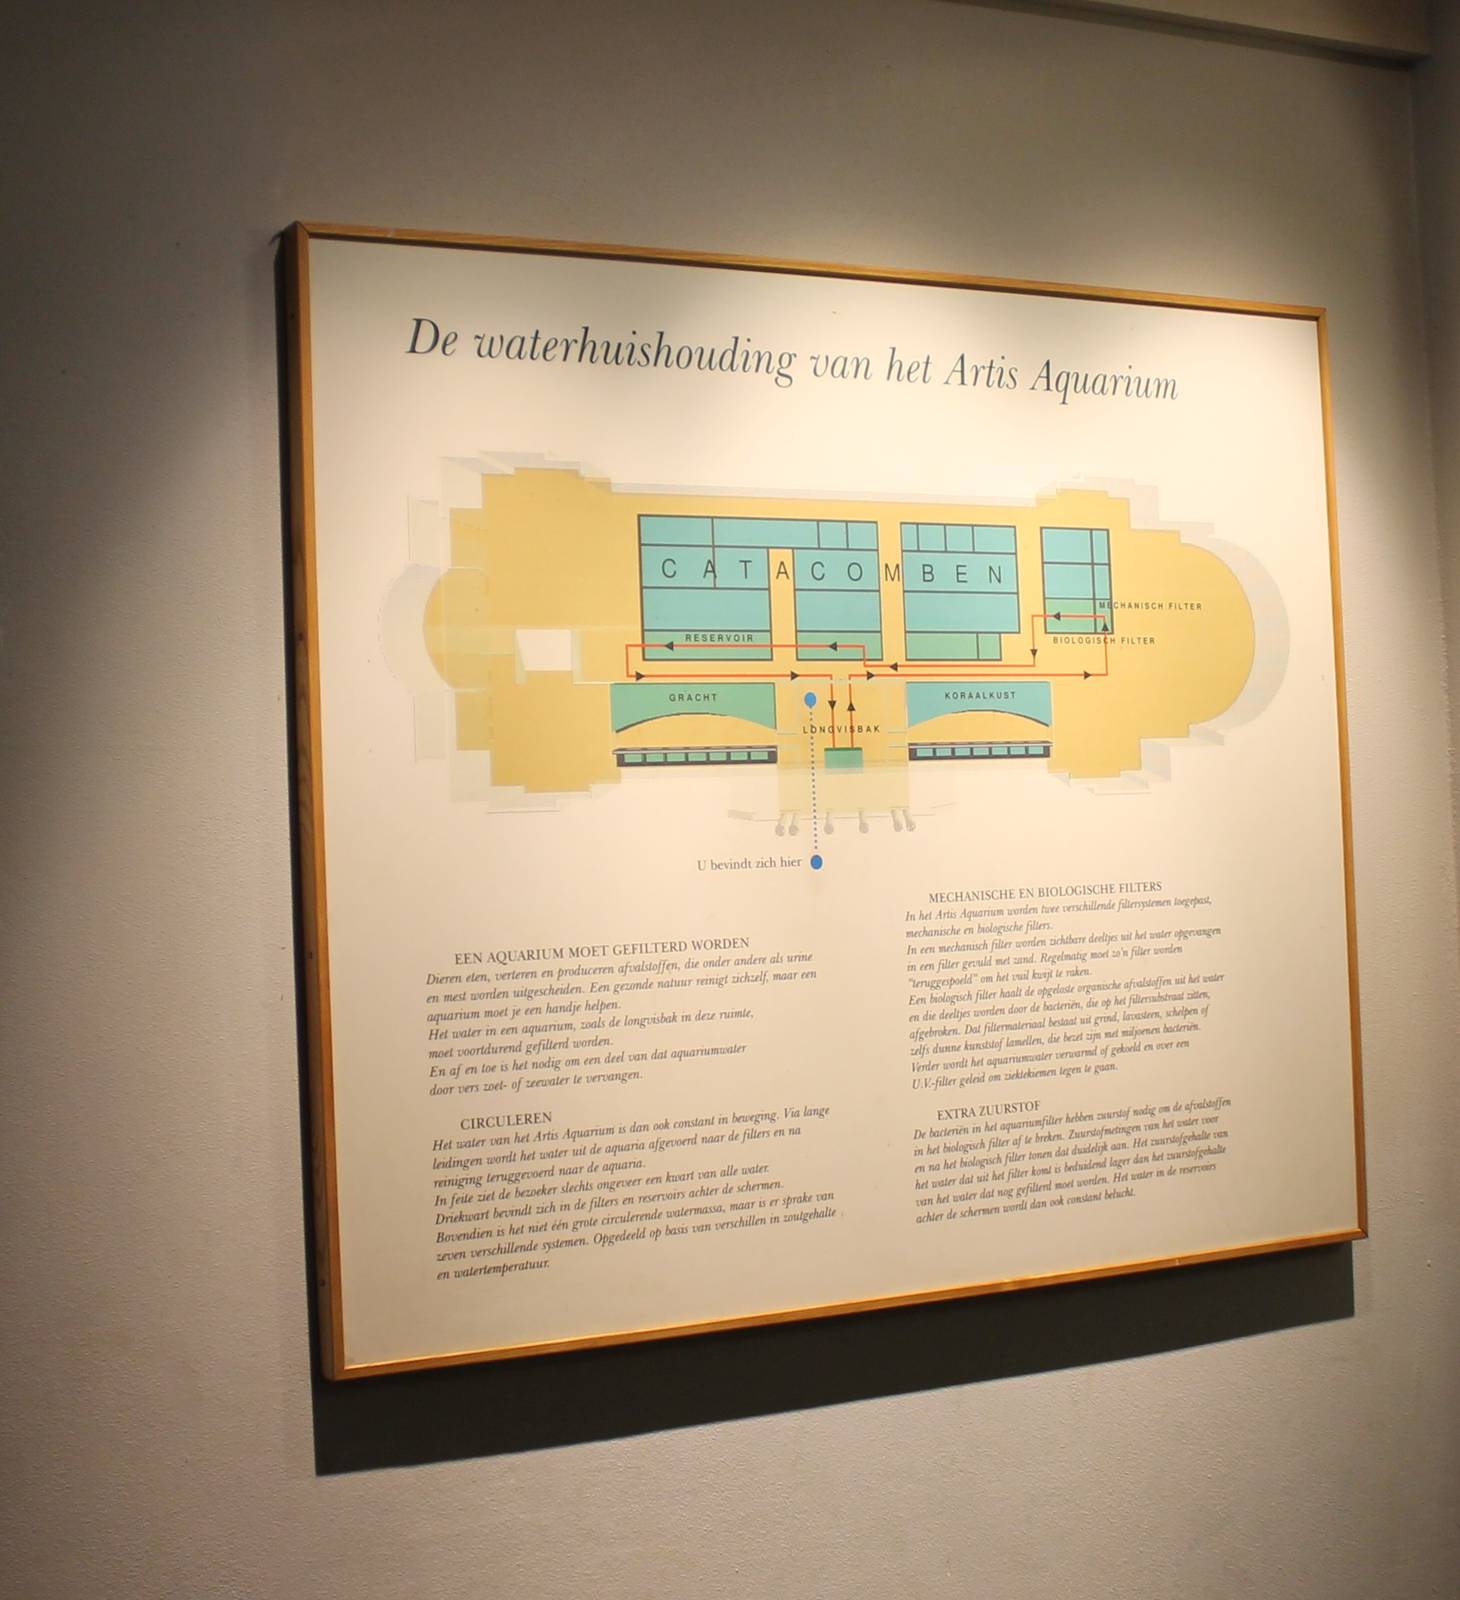 De waterhuishouding van het Artis Aquarium
CATACOMBEN
MECHANISCH FILTER
RESERVOIR
BIOLOGISCH FILTER
GRACHT
KORAALKUST
LONGVISBAK
U bevindt zich hier
EEN AQUARIUM MOET GEFILTERD WORDEN
Dieren eten, verteren en produceren afvalstoffen, die onder andere als urine
en mest worden uitgescheiden. Een gezonde natuur reinigt zichzelf, maar een
aquarium moet je een handje helpen.
Het water in een aquarium, zoals de longvisbak in deze ruimte,
moet voortdurend gefilterd worden.
En af en toe is het nodig om een deel van dat aquariumwater
door vers zoet- of zeewater te vervangen.
CIRCULEREN
Het water van het Artis Aquarium is dan ook constant in beweging. Via lange
leidingen wordt het water uit de aquaria afgevoerd naar de filters en na
reiniging teruggevoerd naar de aquaria.
In feite ziet de bezoeker slechts ongeveer een kwart van alle water.
Driekwart bevindt zich in de filters en reservoirs achter de schermen.
Bovendien is het niet één grote circulerende watermassa, maar is er sprake van
zeven verschillende systemen. Opgedeeld op basis van verschillen in zoutgehalte
en watertemperatuur.
MECHANISCHE EN BIOLOGISCHE FILTERS
In het Artis Aquarium worden twee verschillende filtersystemen toegepast,
mechanische en biologische filters.
In een mechanisch filter worden zichtbare deeltjes uit het water opgevangen
in een filter gevuld met zand. Regelmatig moet zo'n filter worden
"teruggespoeld" om het vuil kwijt te raken.
Een biologisch filter haalt de opgeloste organische afvalstoffen uit het water
en die deeltjes worden door de bacteriën, die op het filtersubstraat zitten,
afgebroken. Dat filtermateriaal bestaat uit grind, lavasteen, schelpen of
zelfs dunne kunststof lamellen, die bezet zijn met miljoenen bacteriën.
Verder wordt het aquariumwater verwarmd of gekoeld en over een
U.V.-filter geleid om ziektekiemen tegen te gaan.
EXTRA ZUURSTOF
De bacteriën in het aquariumfilter hebben zuurstof nodig om de afvalstoffen
in het biologisch filter af te breken. Zuurstofmetingen van het water voor
en na het biologisch filter tonen dat duidelijk aan. Het zuurstofgehalte van
het water dat uit het filter komt is beduidend lager dan het zuurstofgehalte
van het water dat nog gefilterd moet worden. Het water in de reservoirs
achter de schermen wordt dan ook constant belucht.